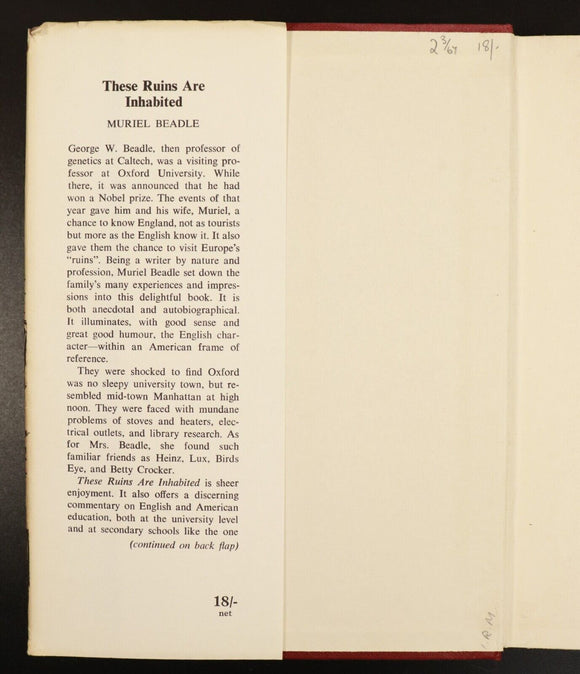 These Ruins Are
Inhabited
MURIEL BEADLE
George W. Beadle, then professor of
genetics at Caltech, was a visiting pro-
fessor at Oxford University. While
there, it was announced that he had
won a Nobel prize. The events of that
year gave him and his wife, Muriel, a
chance to know England, not as tourists
but more as the English know it. It also
gave them the chance to visit Europe's
"ruins". Being a writer by nature and
profession, Muriel Beadle set down the
family's many experiences and impres-
sions into this delightful book. It is
both anecdotal and autobiographical.
It illuminates, with good sense and
great good humour, the English char-
acter—within an American frame of
reference.
They were shocked to find Oxford
was no sleepy university town, but re-
sembled mid-town Manhattan at high
noon. They were faced with mundane
problems of stoves and heaters, elec-
trical outlets, and library research. As
for Mrs. Beadle, she found such
familiar friends as Heinz, Lux, Birds
Eye, and Betty Crocker.
These Ruins Are Inhabited is sheer
enjoyment. It also offers a discerning
commentary on English and American
education, both at the university level
and at secondary schools like the one
(continued on back flap)
18/-
net
2 3/67 18/-